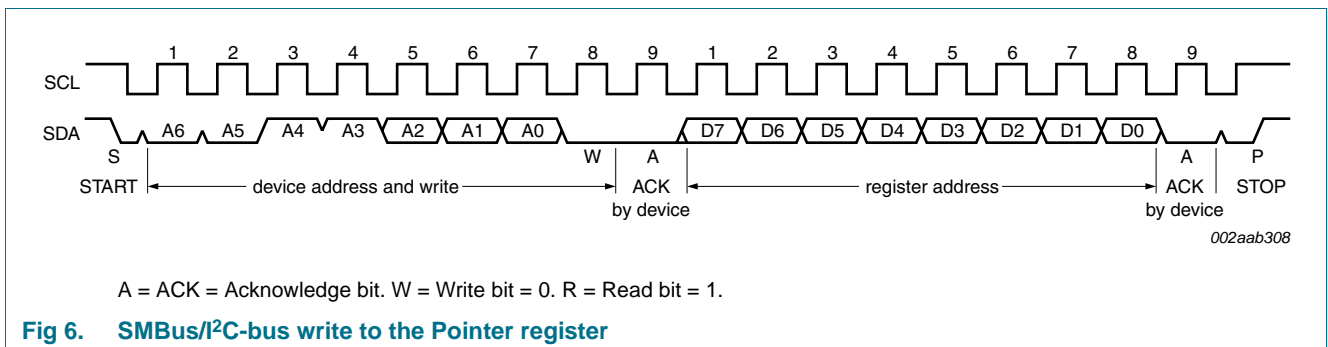 1 2 3 4 5 6 7 8 9 1 2 3 4 5 6 7 8 9
SCL
SDA A6 A5 A4 A3 A2 A1 A0 D7 D6 D5 D4 D3 D2 D1 D0
S W A A P
START device address and write ACK register address ACK STOP
by device by device
002aab308
A = ACK = Acknowledge bit. W = Write bit = 0. R = Read bit = 1.
Fig 6. SMBus/I²C-bus write to the Pointer register